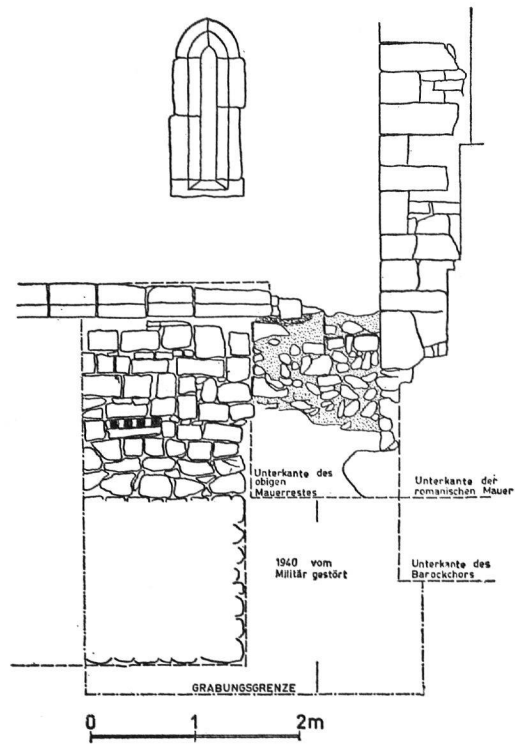 Unterkante des
obigen
Mauerrestes
Unterkante der
romanischen Mauer
1940 vom
Militär gestört
Unterkante des
Barockchors
GRABUNGSGRENZE
0 1 2m